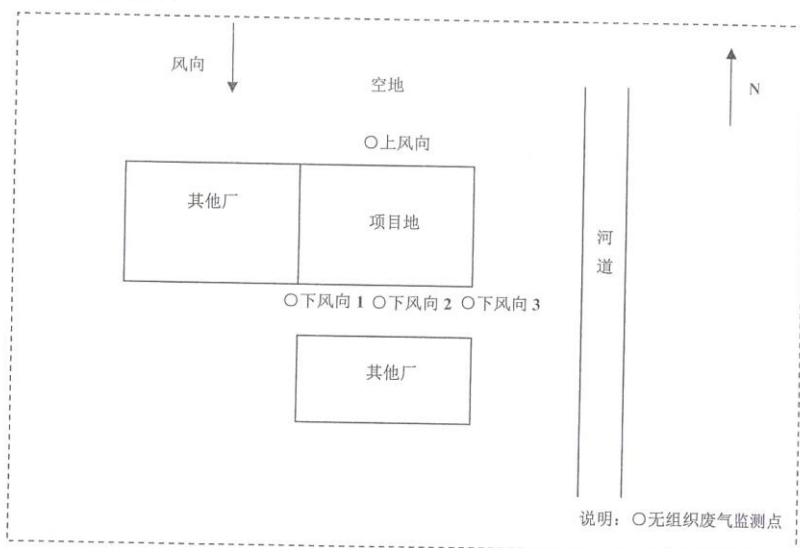 风向
空地
N
○上风向
其他厂
项目地
河道
○下风向 1 ○下风向 2 ○下风向 3
其他厂
说明：○无组织废气监测点